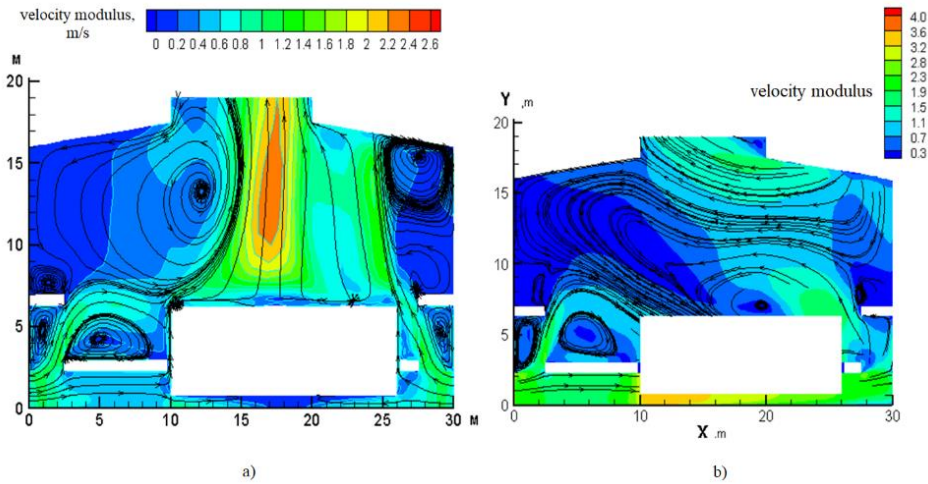 velocity modulus,
m/s
0 0.2 0.4 0.6 0.8 1 1.2 1.4 1.6 1.8 2 2.2 2.4 2.6
M
20
15
10
5
0
0 5 10 15 20 25 30 M
a)
4.0
3.6
3.2
2.8
2.3
1.9
1.5
1.1
0.7
0.3
velocity modulus
Y ,m
20
15
10
5
0
0 10 20 30
X .m
b)